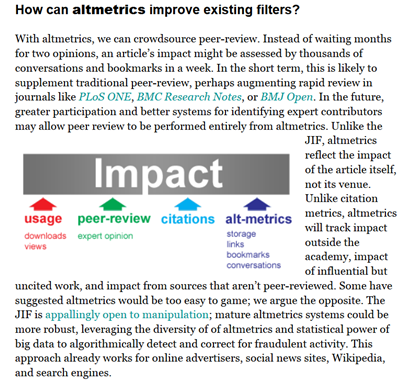 How can altmetrics improve existing filters?
With altmetrics, we can crowdsource peer-review. Instead of waiting months
for two opinions, an article's impact might be assessed by thousands of
conversations and bookmarks in a week. In the short term, this is likely to
supplement traditional peer-review, perhaps augmenting rapid review in
journals like PLoS ONE, BMC Research Notes, or BMJ Open. In the future,
greater participation and better systems for identifying expert contributors
may allow peer review to be performed entirely from altmetrics. Unlike the
JIF, altmetrics
reflect the impact
of the article itself,
not its venue.
Unlike citation
metrics, altmetrics
will track impact
outside the
academy, impact
of influential but
Impact
usage peer-review citations alt-metrics
downloads expert opinion storage
views links
bookmarks
conversations
uncited work, and impact from sources that aren't peer-reviewed. Some have
suggested altmetrics would be too easy to game; we argue the opposite. The
JIF is appallingly open to manipulation; mature altmetrics systems could be
more robust, leveraging the diversity of of altmetrics and statistical power of
big data to algorithmically detect and correct for fraudulent activity. This
approach already works for online advertisers, social news sites, Wikipedia,
and search engines.